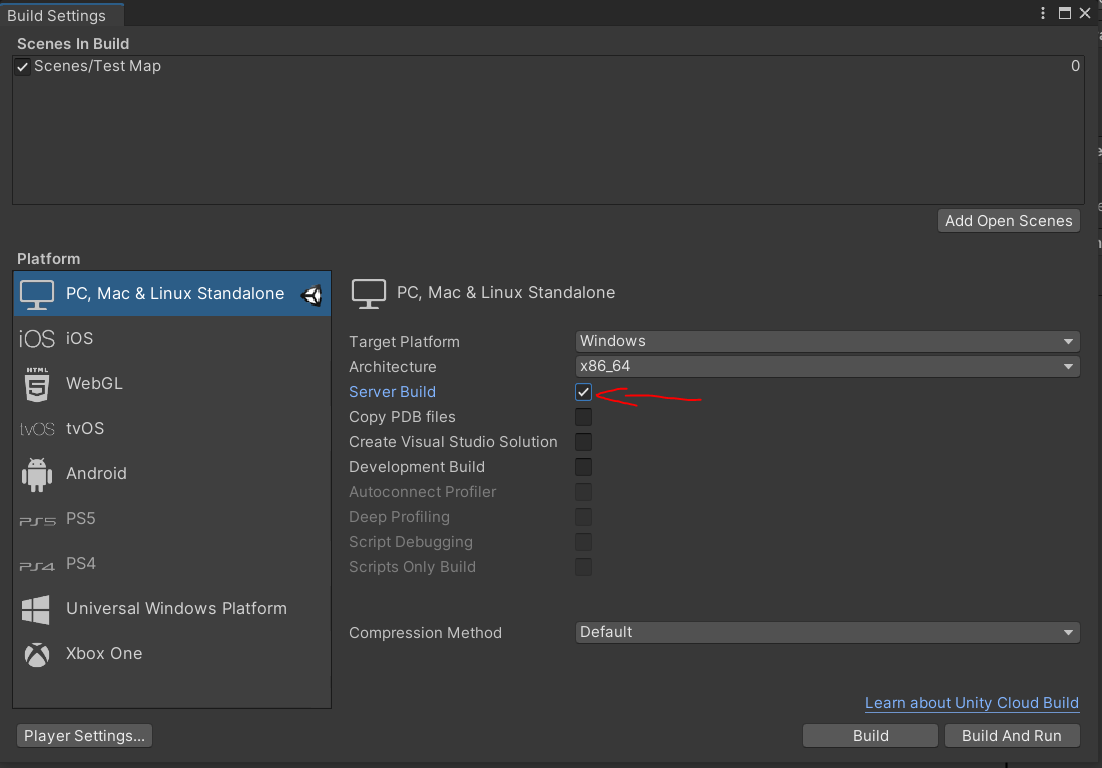 Build Settings
Scenes In Build
Scenes/Test Map 0
Add Open Scenes
Platform
PC, Mac & Linux Standalone
iOS iOS
HTML 5 WebGL
tvOS tvOS
Android
PS5 PS5
PS4 PS4
Universal Windows Platform
Xbox One
PC, Mac & Linux Standalone
Target Platform Windows
Architecture x86_64
Server Build
Copy PDB files
Create Visual Studio Solution
Development Build
Autoconnect Profiler
Deep Profiling
Script Debugging
Scripts Only Build
Compression Method Default
Learn about Unity Cloud Build
Player Settings... Build Build And Run